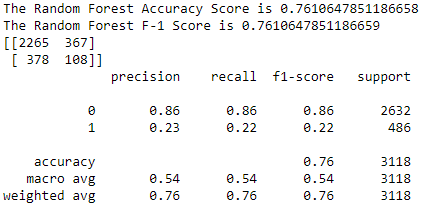 The Random Forest Accuracy Score is 0.7610647851186658
The Random Forest F-1 Score is 0.7610647851186659
[[2265  367]
 [ 378  108]]
              precision    recall  f1-score   support

           0       0.86      0.86      0.86      2632
           1       0.23      0.22      0.22       486

    accuracy                           0.76      3118
   macro avg       0.54      0.54      0.54      3118
weighted avg       0.76      0.76      0.76      3118